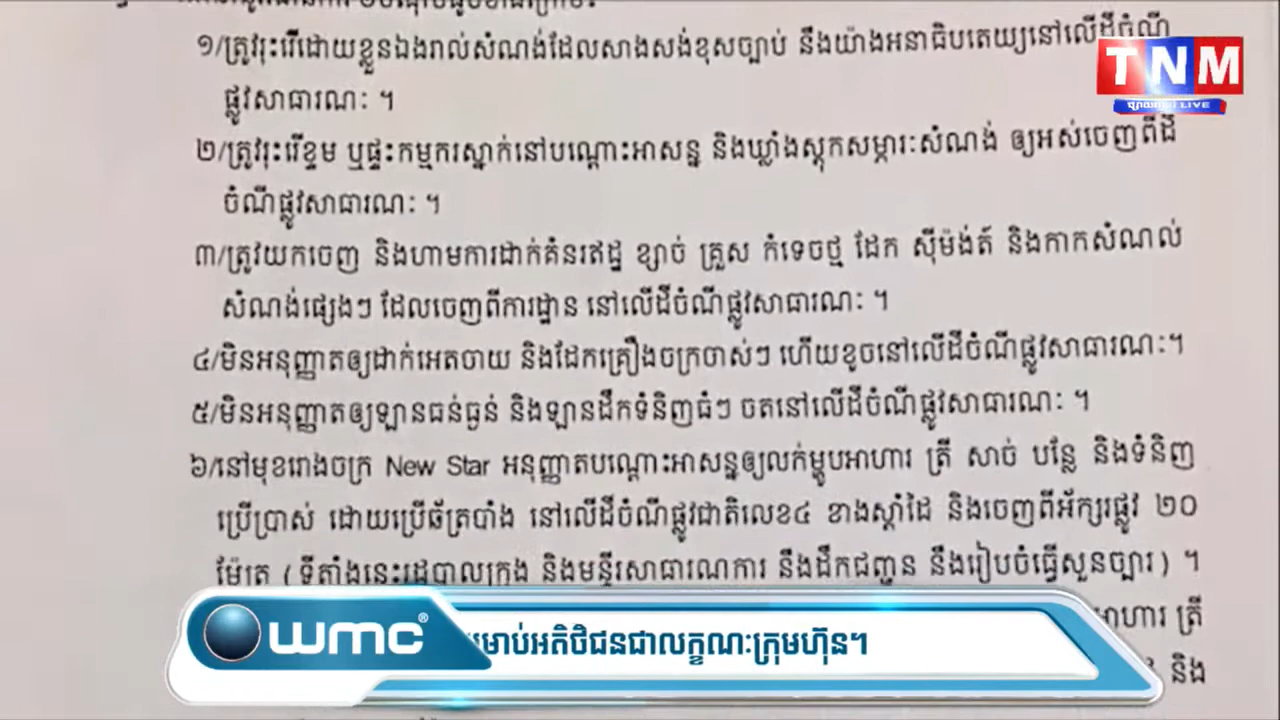 ១/ត្រូវរុះរើដោយខ្លួនឯងរាល់សំណង់ដែលសាងសង់ខុសច្បាប់ នឹងយ៉ាងអនាធិបតេយ្យនៅលើដីចំណី
TNM
LIVE
ផ្លូវសាធារណៈ ។
២/ត្រូវរុះរើខ្ទម ឬផ្ទះកម្មករស្នាក់នៅបណ្តោះអាសន្ន និងឃ្លាំងស្តុកសម្ភារៈសំណង់ ឲ្យអស់ចេញពីដី
ចំណីផ្លូវសាធារណៈ ។
៣/ត្រូវយកចេញ និងហាមការដាក់គំនរឥដ្ឋ ខ្សាច់ គ្រួស កំទេចថ្ម ដែក ស៊ីម៉ង់ត៍ និងកាកសំណល់
សំណង់ផ្សេងៗ ដែលចេញពីការដ្ឋាន នៅលើដីចំណីផ្លូវសាធារណៈ ។
៤/មិនអនុញ្ញាតឲ្យដាក់អេតចាយ និងដែកគ្រឿងចក្រចាស់ៗ ហើយខូចនៅលើដីចំណីផ្លូវសាធារណៈ។
៥/មិនអនុញ្ញាតឲ្យឡានធន់ធ្ងន់ និងឡានដឹកទំនិញធំៗ ចតនៅលើដីចំណីផ្លូវសាធារណៈ ។
៦/នៅមុខរោងចក្រ New Star អនុញ្ញាតបណ្តោះអាសន្នឲ្យលក់ម្ហូបអាហារ ត្រី សាច់ បន្លែ និងទំនិញ
ប្រើប្រាស់ ដោយប្រើឆ័ត្របាំង នៅលើដីចំណីផ្លូវជាតិលេខ៤ ខាងស្តាំដៃ និងចេញពីអ័ក្សរផ្លូវ ២០
ម៉ែត្រ ( ទីតាំងនេះរដ្ឋបាលក្រុង និងមន្ទីរសាធារណការ នឹងដឹកជញ្ជូន នឹងរៀបចំធ្វើសួនច្បារ ) ។
អាហារ ត្រី
wmc®
មាប់អតិថិជនជាលក្ខណៈក្រុមហ៊ុន។
និង